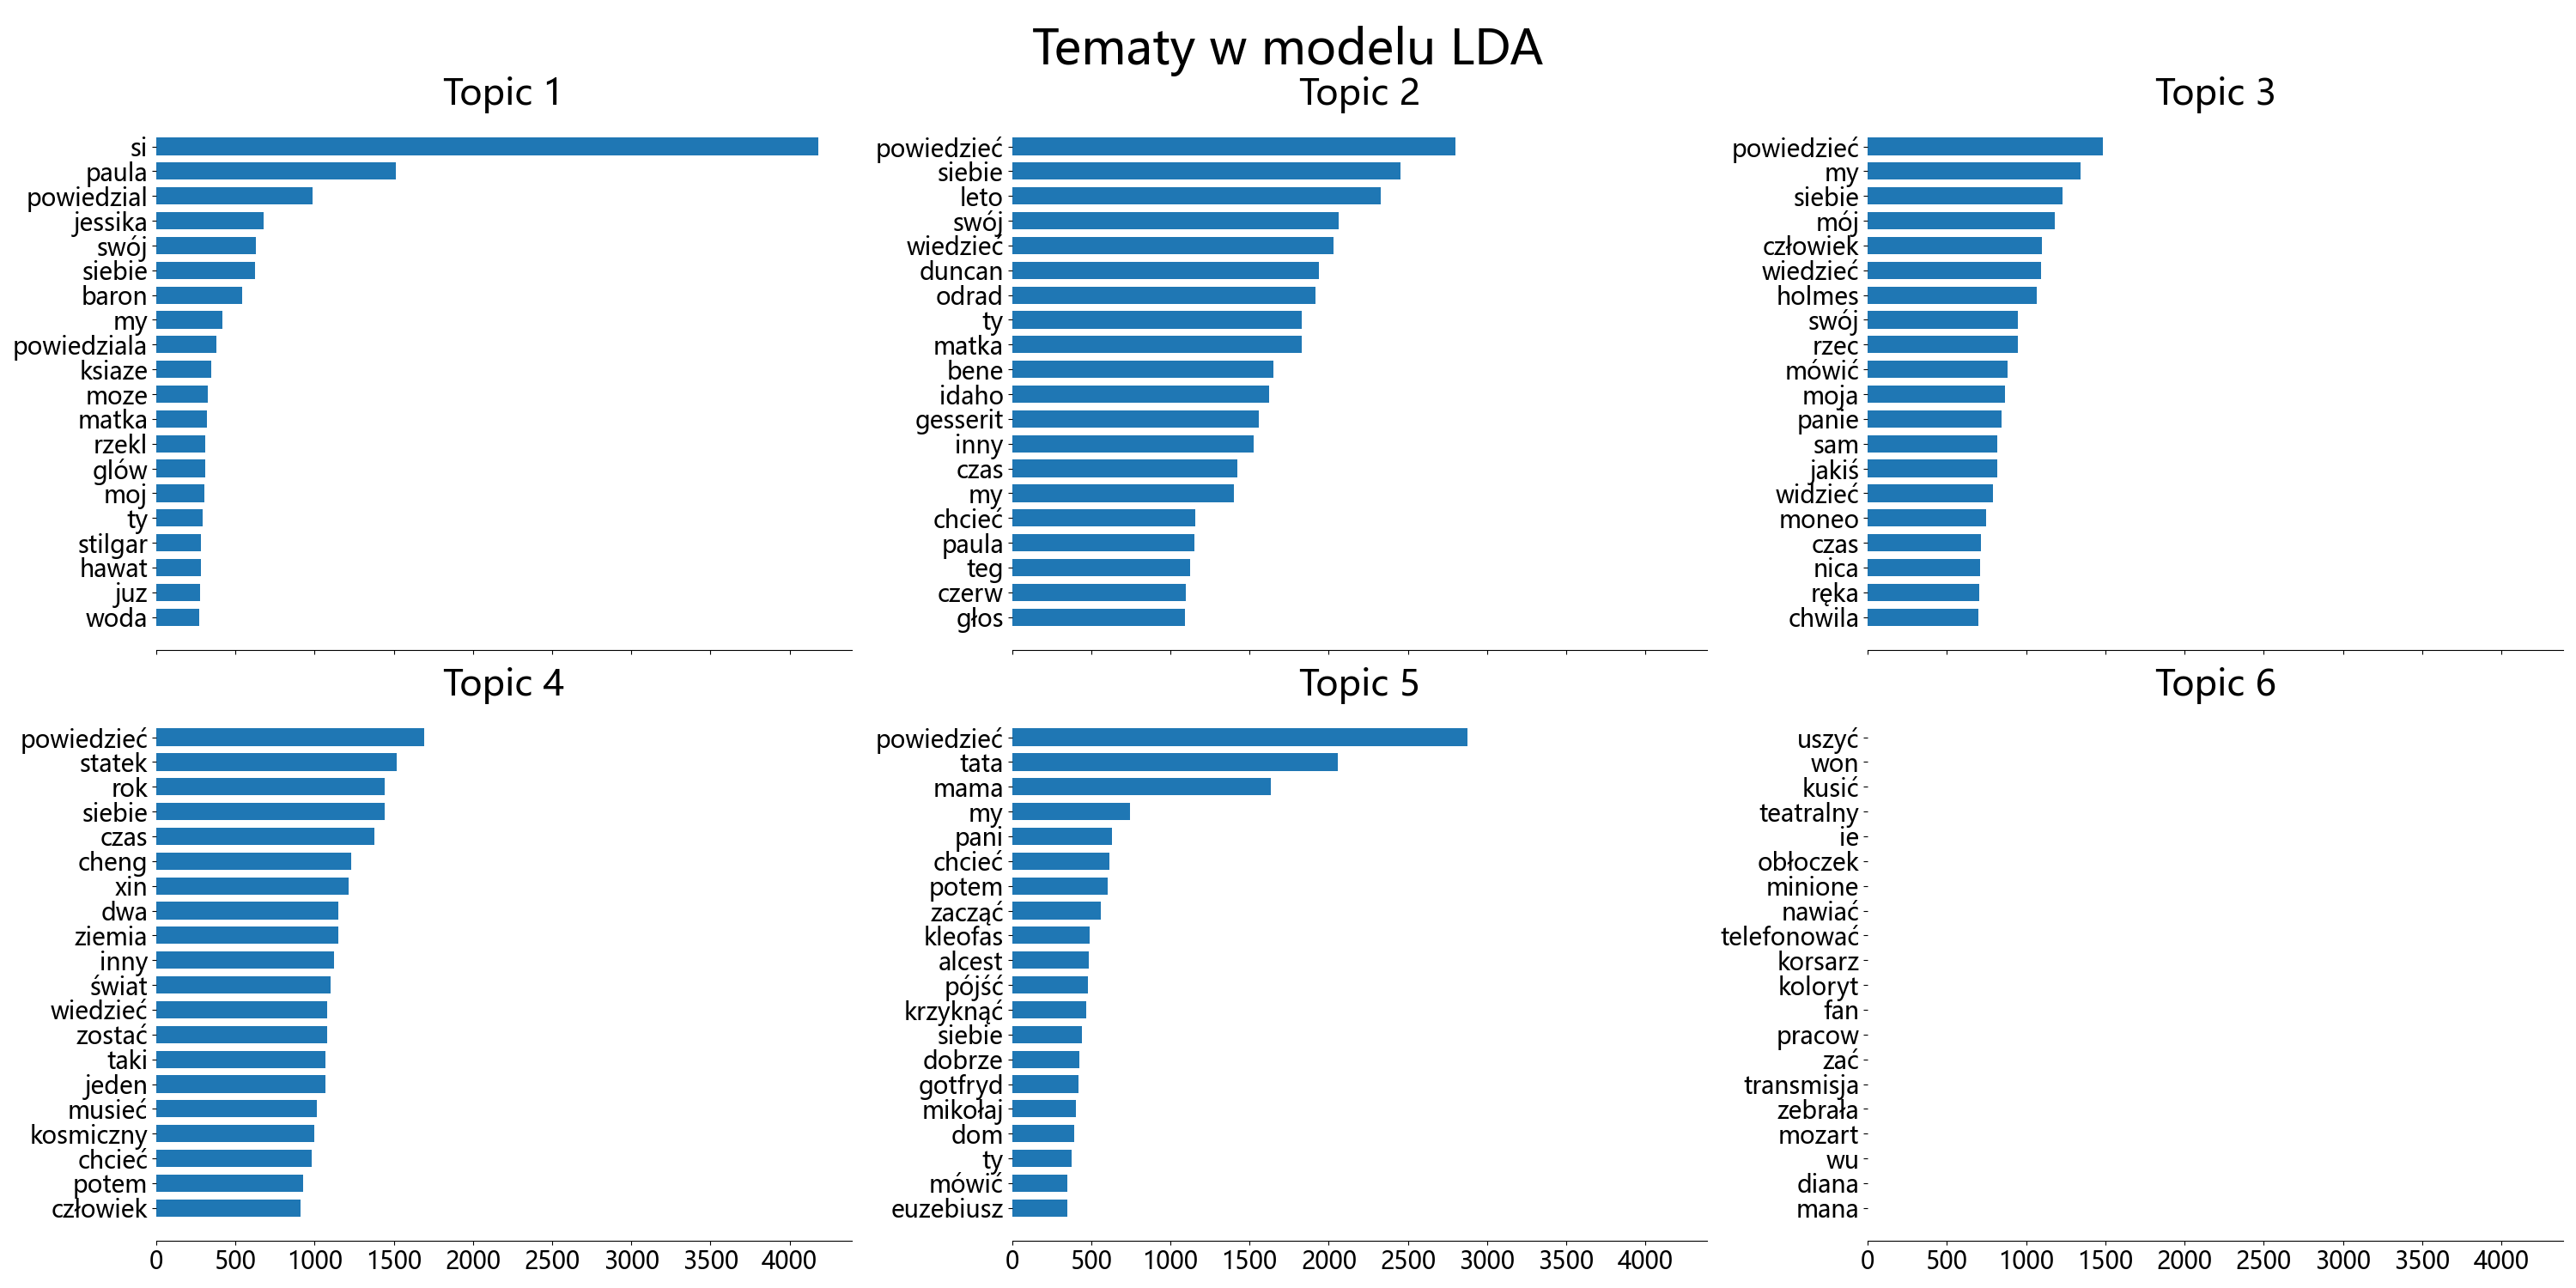 Tematy w modelu LDA
Topic 1
si
paula
powiedzial
jessika
swój
siebie
baron
my
powiedziala
ksiaze
moze
matka
rzekl
glów
moj
ty
stilgar
hawat
juz
woda
Topic 2
powiedzieć
siebie
leto
swój
wiedzieć
duncan
odrad
ty
matka
bene
idaho
gesserit
inny
czas
my
chcieć
paula
teg
czerw
głos
Topic 3
powiedzieć
my
siebie
mój
człowiek
wiedzieć
holmes
swój
rzec
mówić
moja
panie
sam
jakiś
widzieć
moneo
czas
nica
ręka
chwila
Topic 4
powiedzieć
statek
rok
siebie
czas
cheng
xin
dwa
ziemia
inny
świat
wiedzieć
zostać
taki
jeden
musieć
kosmiczny
chcieć
potem
człowiek
0 500 1000 1500 2000 2500 3000 3500 4000
Topic 5
powiedzieć
tata
mama
my
pani
chcieć
potem
zacząć
kleofas
alcest
pójść
krzyknąć
siebie
dobrze
gotfryd
mikołaj
dom
ty
mówić
euzebiusz
0 500 1000 1500 2000 2500 3000 3500 4000
Topic 6
uszyć
won
kusić
teatralny
ie
obłoczek
minione
nawiać
telefonować
korsarz
koloryt
fan
pracow
zać
transmisja
zebrała
mozart
wu
diana
mana
0 500 1000 1500 2000 2500 3000 3500 4000